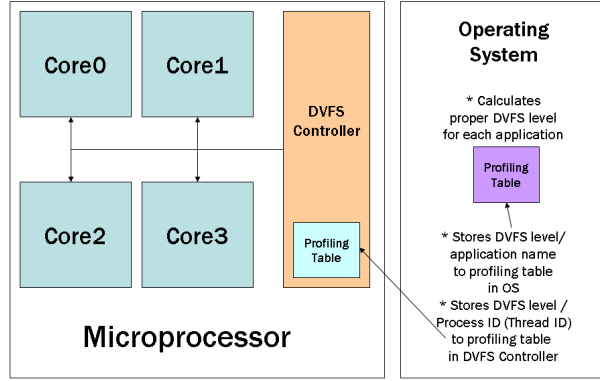 Core0
Core1
DVFS
Controller
Core2
Core3
Profiling
Table
Microprocessor
Operating
System
* Calculates
proper DVFS level
for each application
Profiling
Table
* Stores DVFS level/
application name
to profiling table
in OS
* Stores DVFS level /
Process ID (Thread ID)
to profiling table
in DVFS Controller